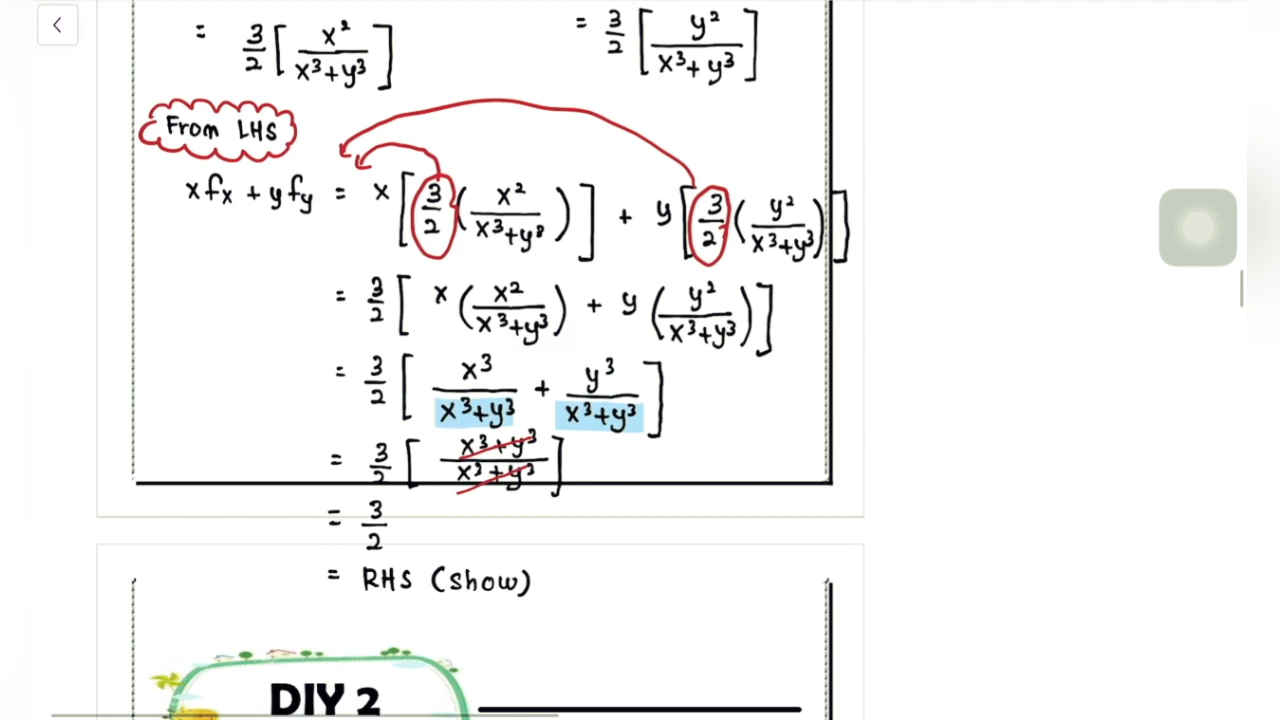 = 3/2 [ x²/(x³+y³) ]    = 3/2 [ y²/(x³+y³) ]
From LHS
x fx + y fy = x [ 3/2 ( x²/(x³+y³) ) ] + y [ 3/2 ( y²/(x³+y³) ) ]
= 3/2 [ x ( x²/(x³+y³) ) + y ( y²/(x³+y³) ) ]
= 3/2 [ x³/(x³+y³) + y³/(x³+y³) ]
= 3/2 [ (x³+y³)/(x³+y³) ]
= 3/2
= RHS (show)
DIY 2